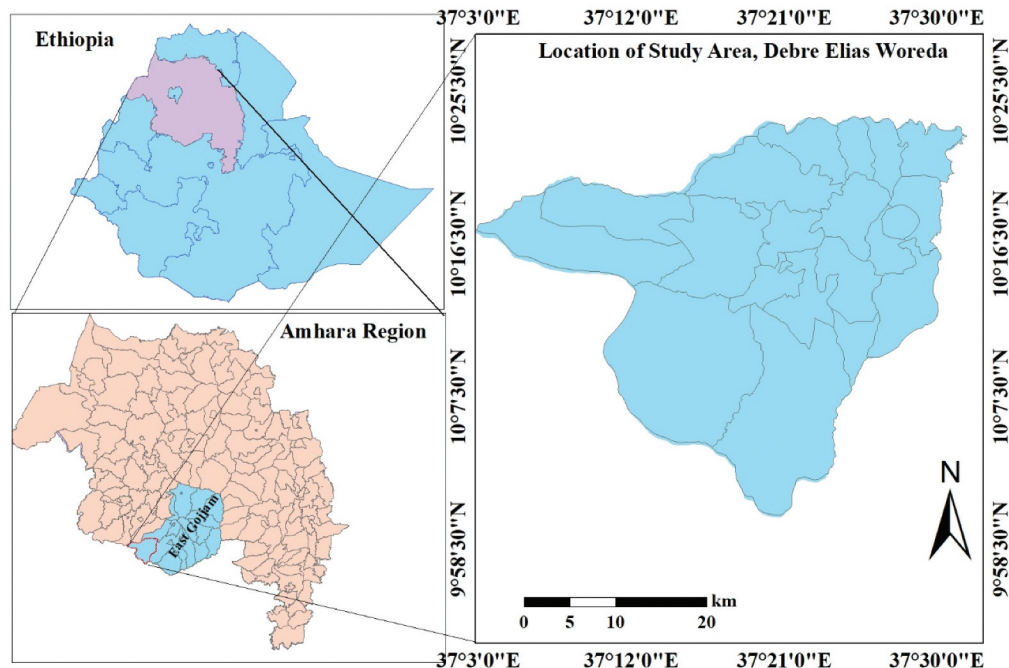 Ethiopia
Amhara Region
East Gojjam
37°3'0"E 37°12'0"E 37°21'0"E 37°30'0"E
Location of Study Area, Debre Elias Woreda
10°25'30"N
10°16'30"N
10°7'30"N
9°58'30"N
10°25'30"N
10°16'30"N
10°7'30"N
9°58'30"N
N
km
0 5 10 20
37°3'0"E 37°12'0"E 37°21'0"E 37°30'0"E